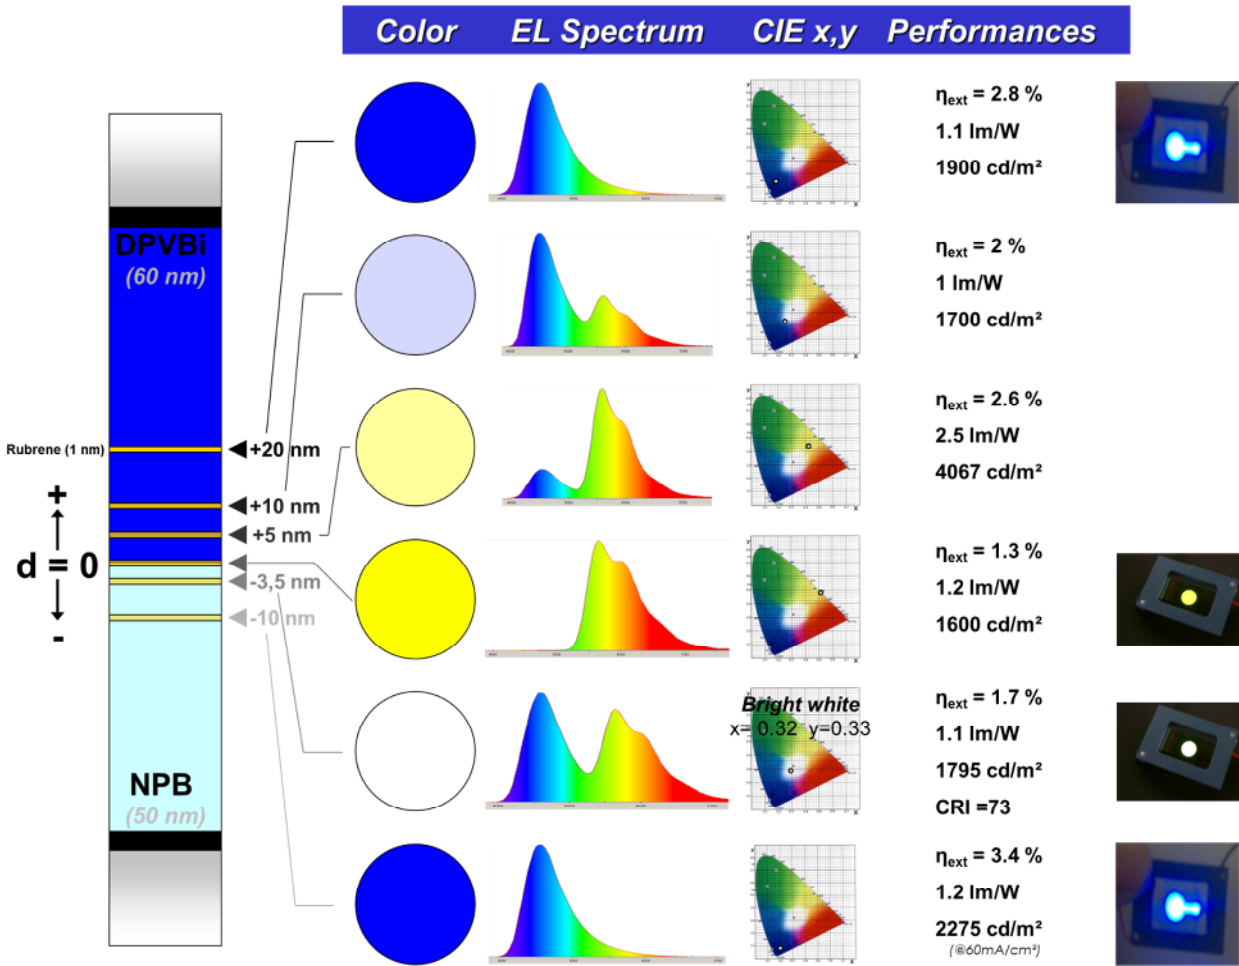 Color EL Spectrum CIE x,y Performances
DPVBi
(60 nm)
Rubrene (1 nm)
+20 nm
+
+10 nm
+5 nm
d = 0
-3,5 nm
-10 nm
-
NPB
(50 nm)
ηext = 2.8 %
1.1 lm/W
1900 cd/m²
ηext = 2 %
1 lm/W
1700 cd/m²
ηext = 2.6 %
2.5 lm/W
4067 cd/m²
ηext = 1.3 %
1.2 lm/W
1600 cd/m²
Bright white
x= 0.32 y=0.33
ηext = 1.7 %
1.1 lm/W
1795 cd/m²
CRI =73
ηext = 3.4 %
1.2 lm/W
2275 cd/m²
(@60mA/cm²)